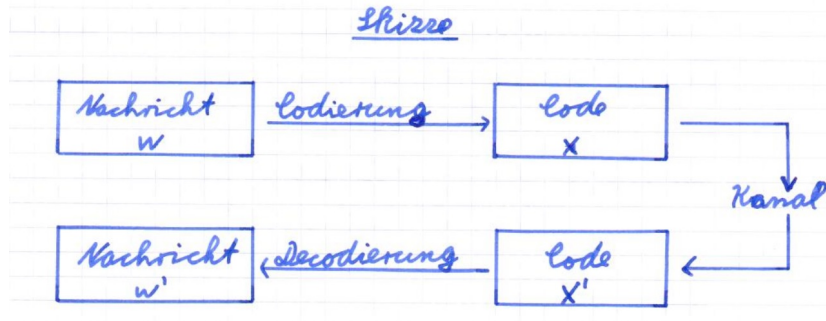 Skizze
Nachricht Codierung Code
w x
Kanal
Nachricht Decodierung Code
w' x'